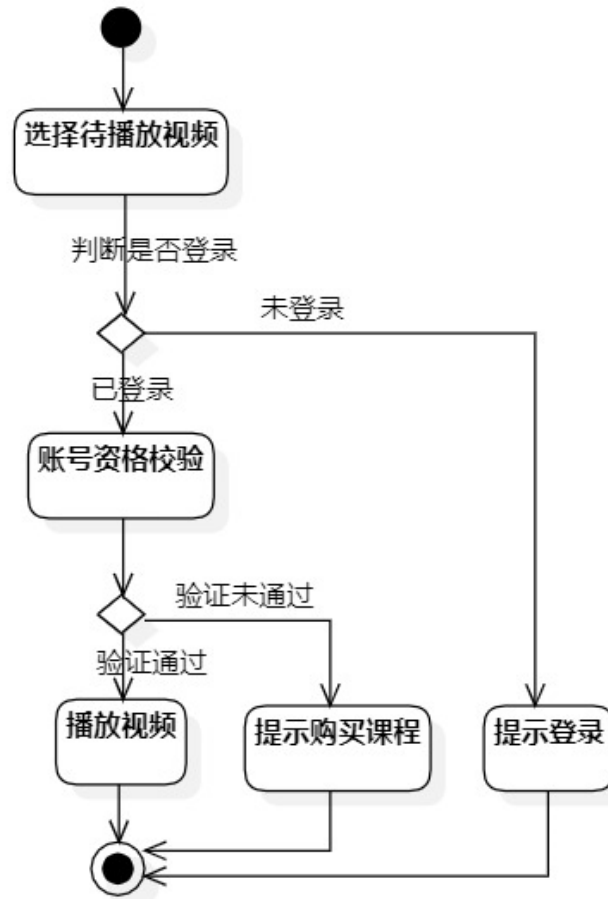 选择待播放视频
判断是否登录
未登录
已登录
账号资格校验
验证未通过
验证通过
播放视频
提示购买课程
提示登录